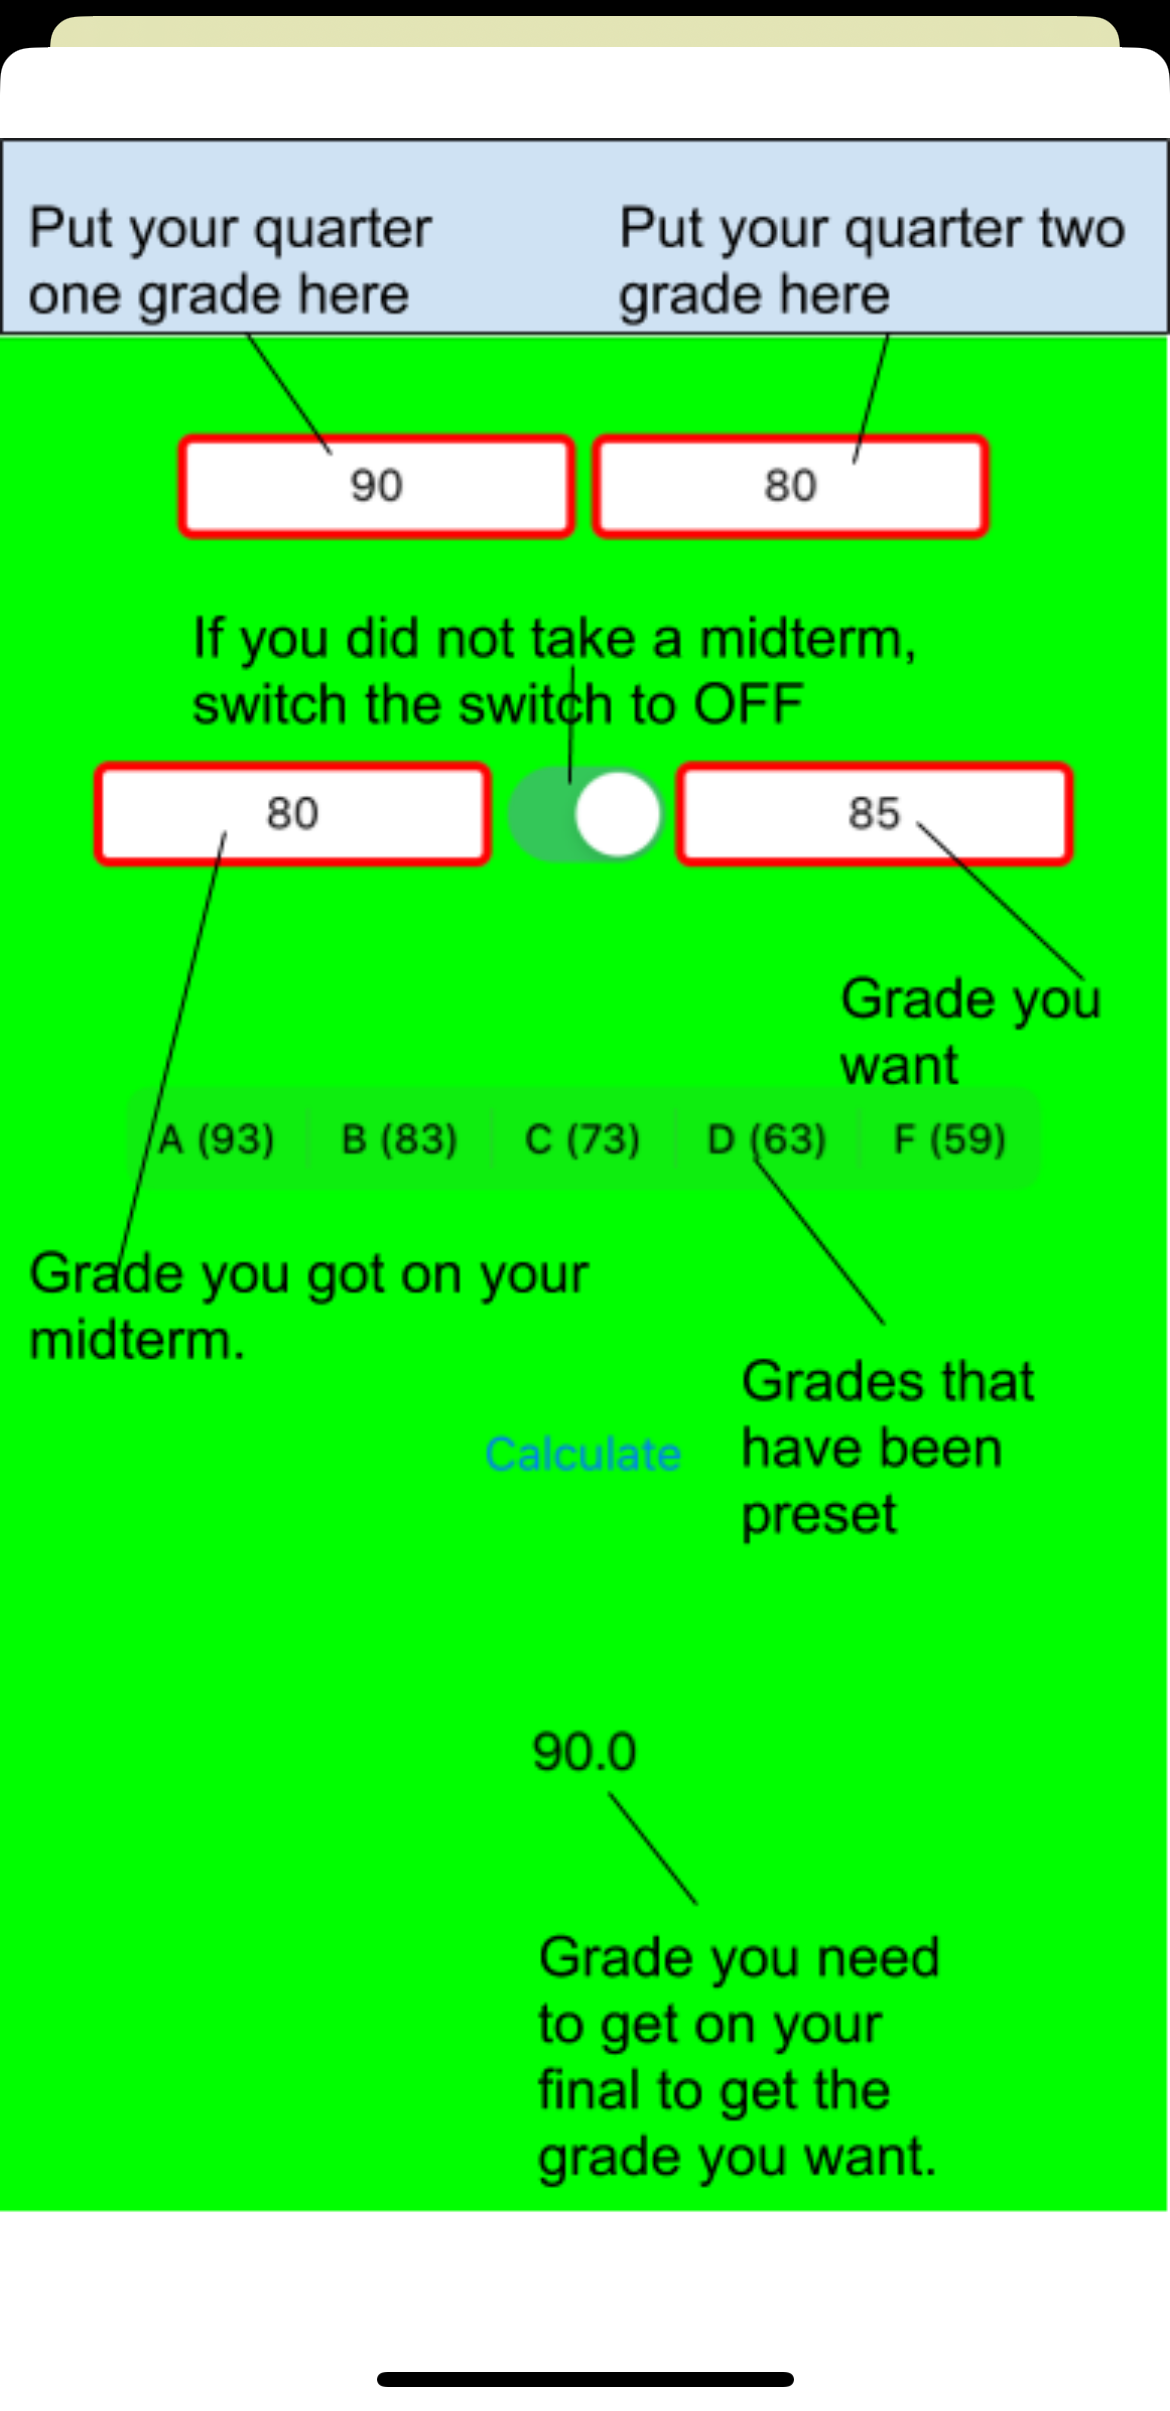 Put your quarter
one grade here
Put your quarter two
grade here
90
80
If you did not take a midterm,
switch the switch to OFF
80
85
Grade you
want
A (93) B (83) C (73) D (63) F (59)
Grade you got on your
midterm.
Grades that
have been
preset
Calculate
90.0
Grade you need
to get on your
final to get the
grade you want.